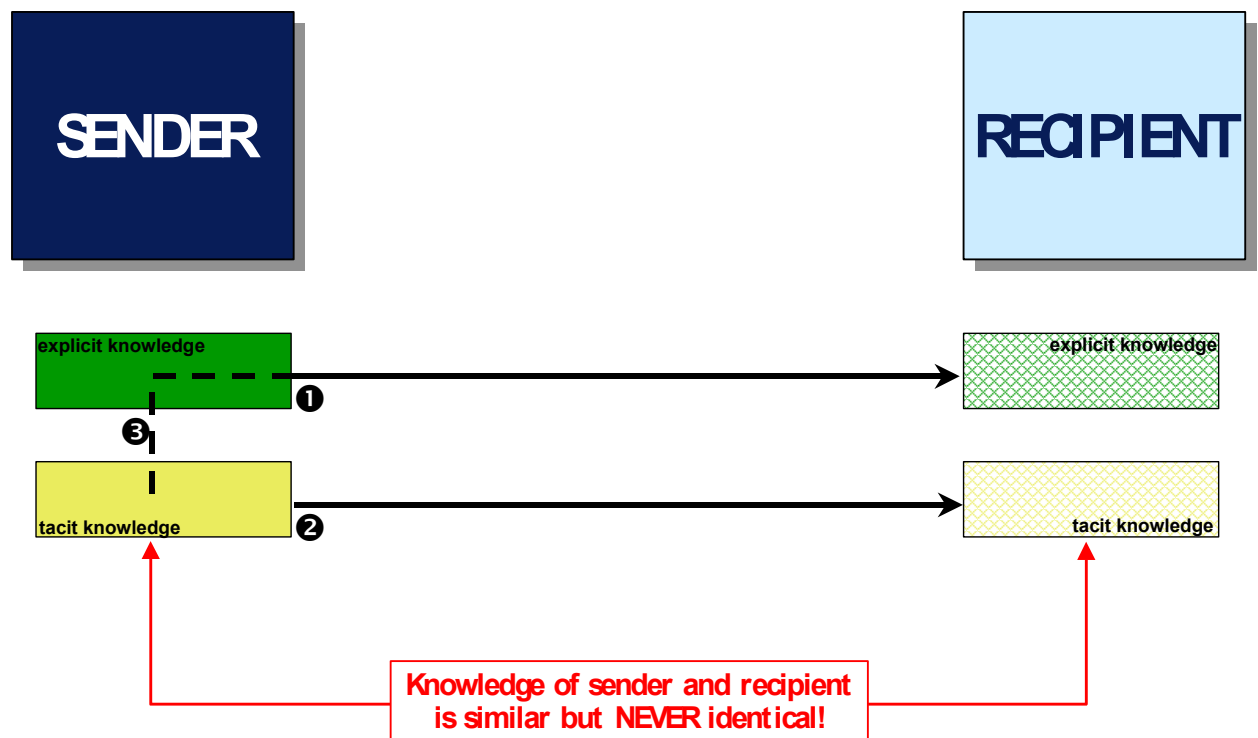 SENDER
RECIPIENT
explicit knowledge
explicit knowledge
❶
❸
tacit knowledge
❷
tacit knowledge
Knowledge of sender and recipient
is similar but NEVER identical!